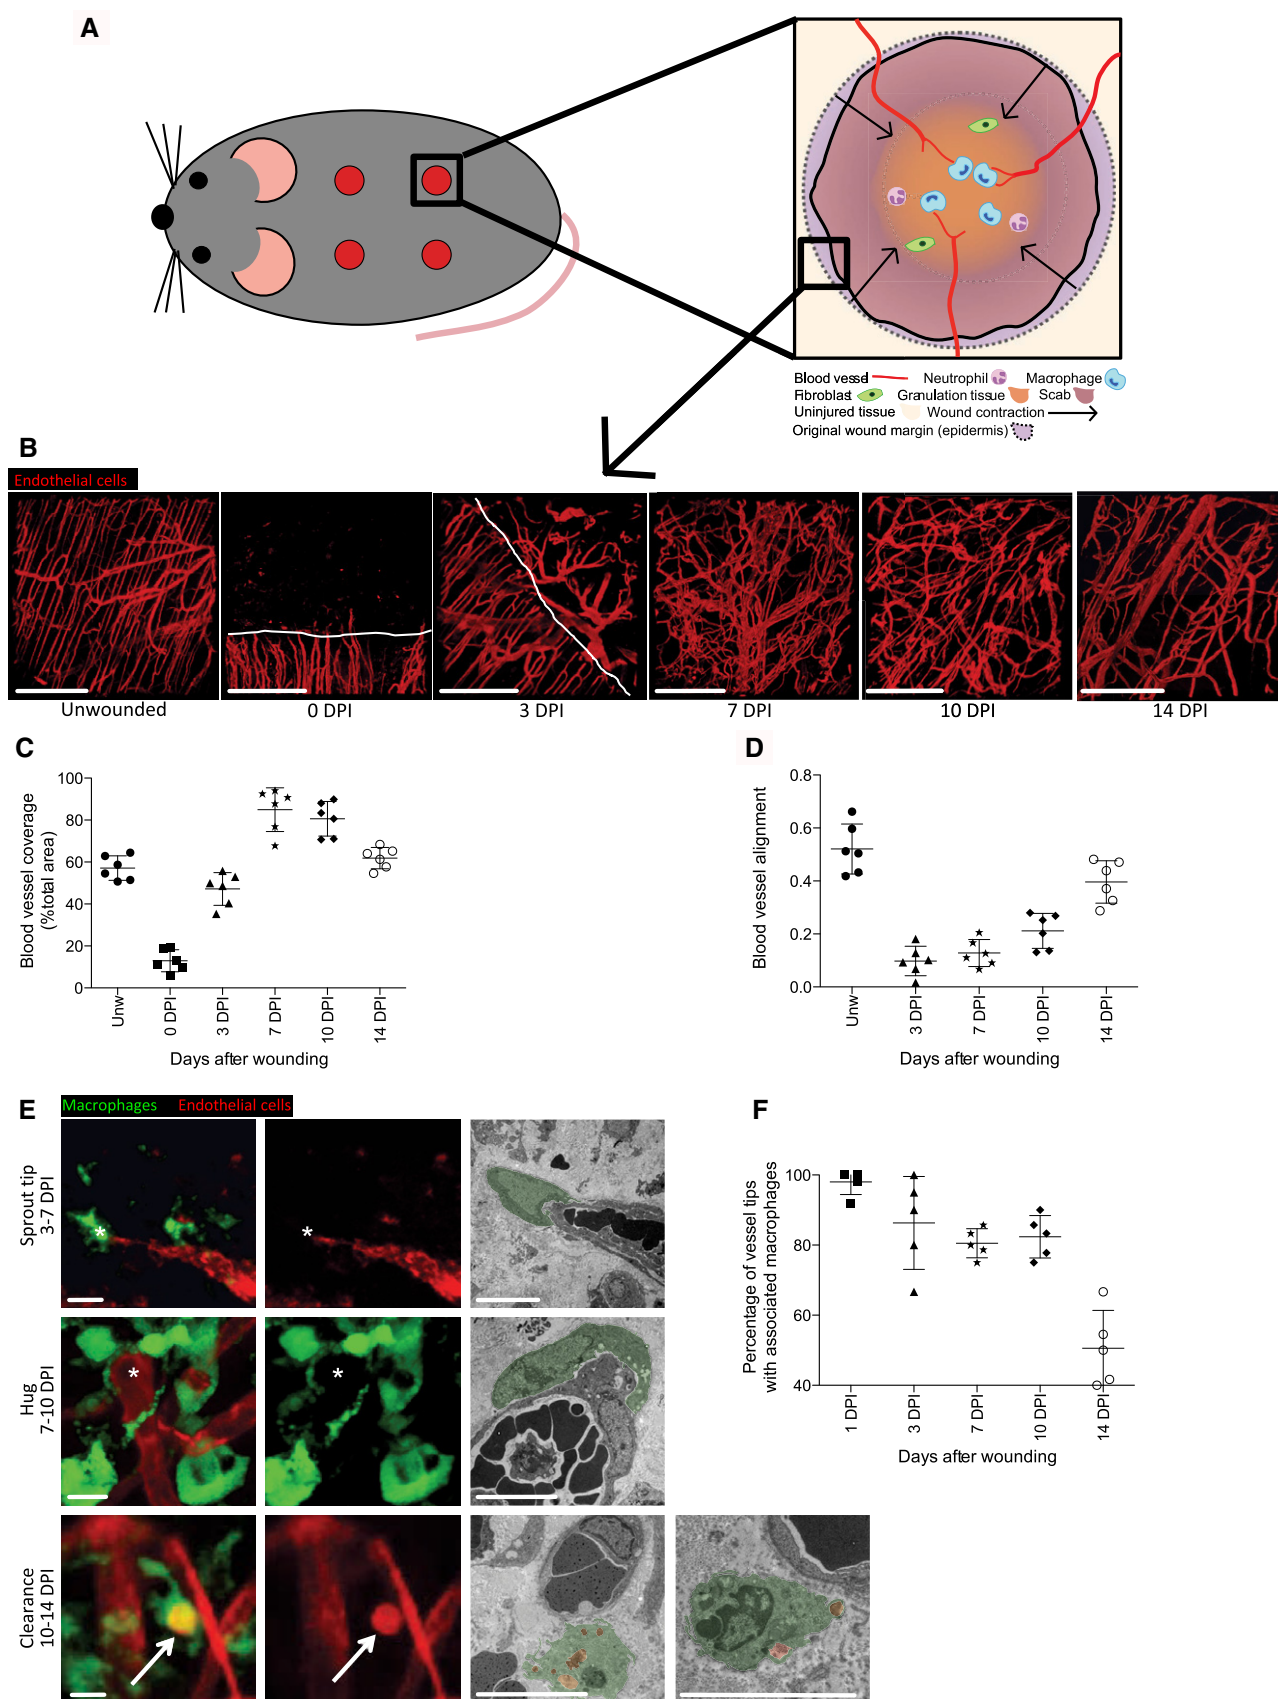 A
Blood vessel Neutrophil Macrophage
Fibroblast Granulation tissue Scab
Uninjured tissue Wound contraction
Original wound margin (epidermis)
B
Endothelial cells
Unwounded 0 DPI 3 DPI 7 DPI 10 DPI 14 DPI
C
Blood vessel coverage
(%total area)
100
80
60
40
20
0
Unw 0 DPI 3 DPI 7 DPI 10 DPI 14 DPI
Days after wounding
D
Blood vessel alignment
0.8
0.6
0.4
0.2
0.0
Unw 3 DPI 7 DPI 10 DPI 14 DPI
Days after wounding
E
Macrophages Endothelial cells
Sprout tip
3-7 DPI
*
*
Hug
7-10 DPI
*
*
Clearance
10-14 DPI
F
Percentage of vessel tips
with associated macrophages
100
80
60
40
1 DPI 3 DPI 7 DPI 10 DPI 14 DPI
Days after wounding